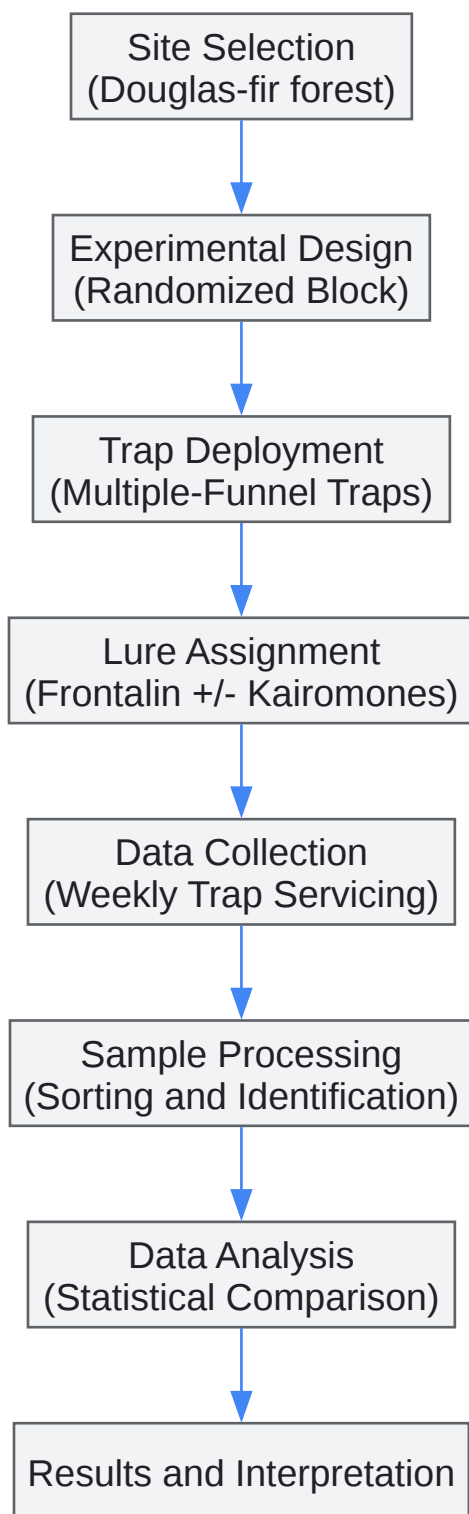 Site Selection
(Douglas-fir forest)
Experimental Design
(Randomized Block)
Trap Deployment
(Multiple-Funnel Traps)
Lure Assignment
(Frontalin +/- Kairomones)
Data Collection
(Weekly Trap Servicing)
Sample Processing
(Sorting and Identification)
Data Analysis
(Statistical Comparison)
Results and Interpretation